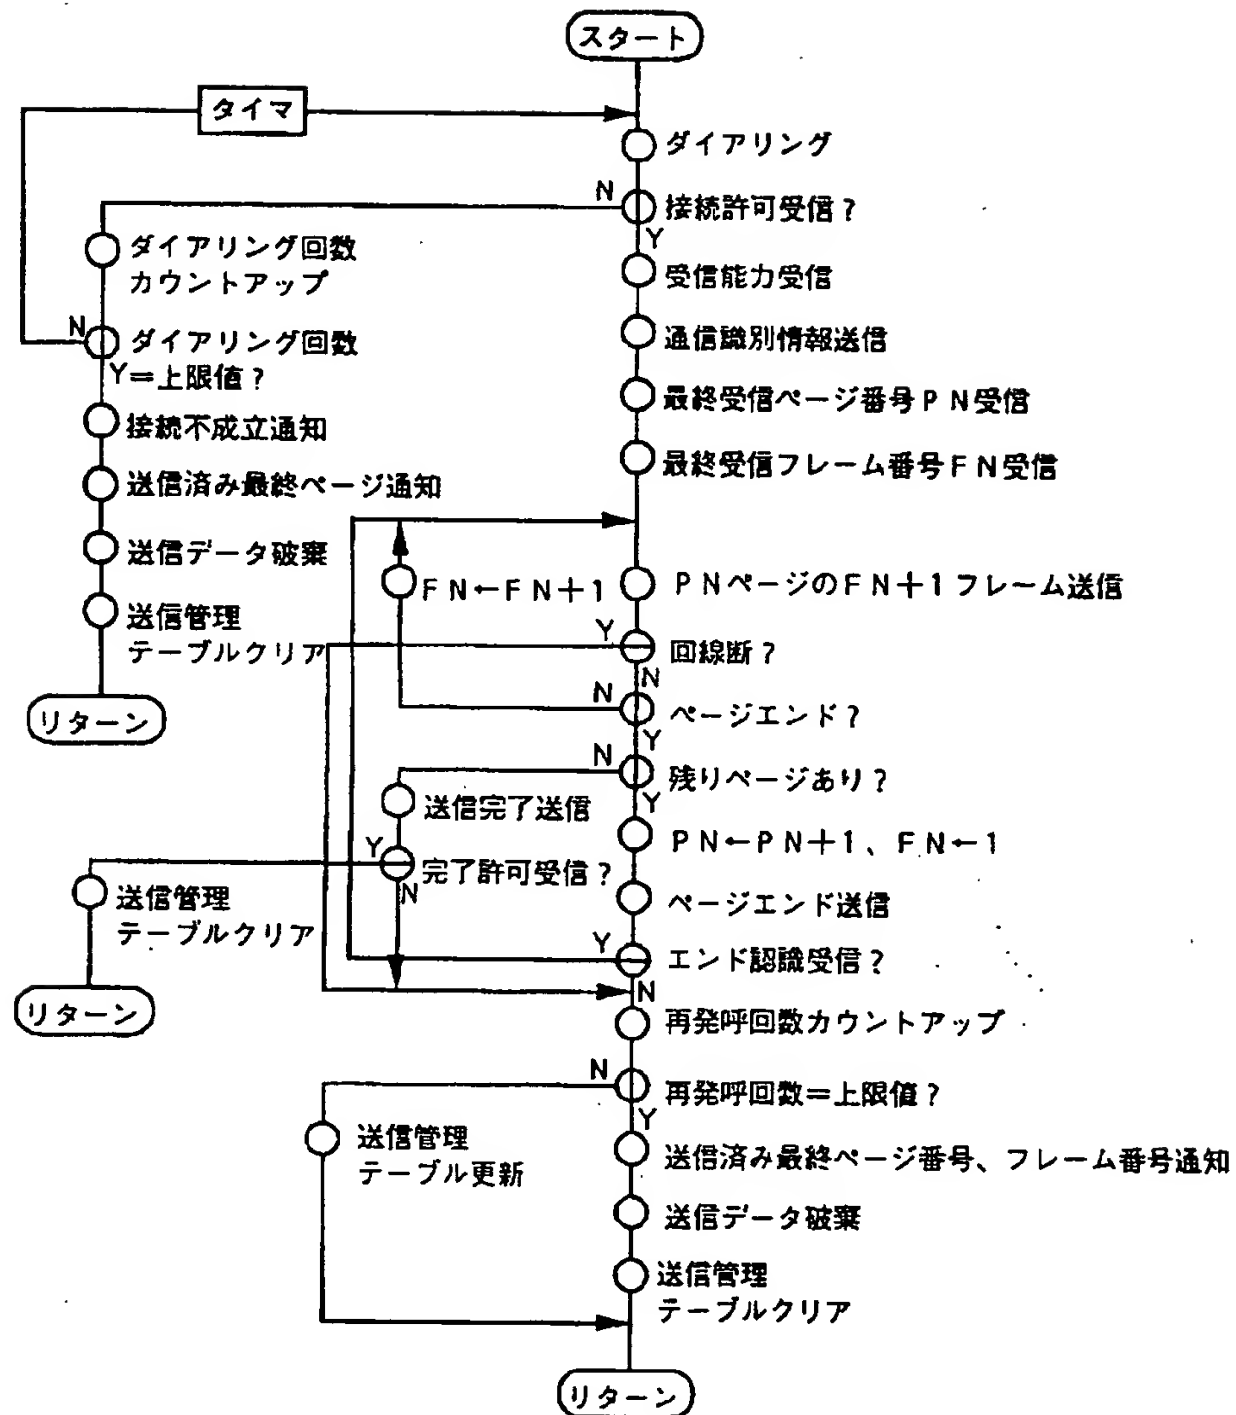 スタート
タイマ
ダイアリング
N
接続許可受信?
Y
ダイアリング回数
カウントアップ
受信能力受信
N
ダイアリング回数
Y=上限値?
通信識別情報送信
接続不成立通知
最終受信ページ番号PN受信
送信済み最終ページ通知
最終受信フレーム番号FN受信
送信データ破棄
FN←FN+1
PNページのFN+1フレーム送信
送信管理
テーブルクリア
Y
回線断?
N
リターン
N
ページエンド?
Y
N
残りページあり?
Y
送信完了送信
PN←PN+1、FN←1
Y
完了許可受信?
N
送信管理
テーブルクリア
ページエンド送信
Y
エンド認識受信?
N
リターン
再発呼回数カウントアップ
N
再発呼回数=上限値?
Y
送信管理
テーブル更新
送信済み最終ページ番号、フレーム番号通知
送信データ破棄
送信管理
テーブルクリア
リターン